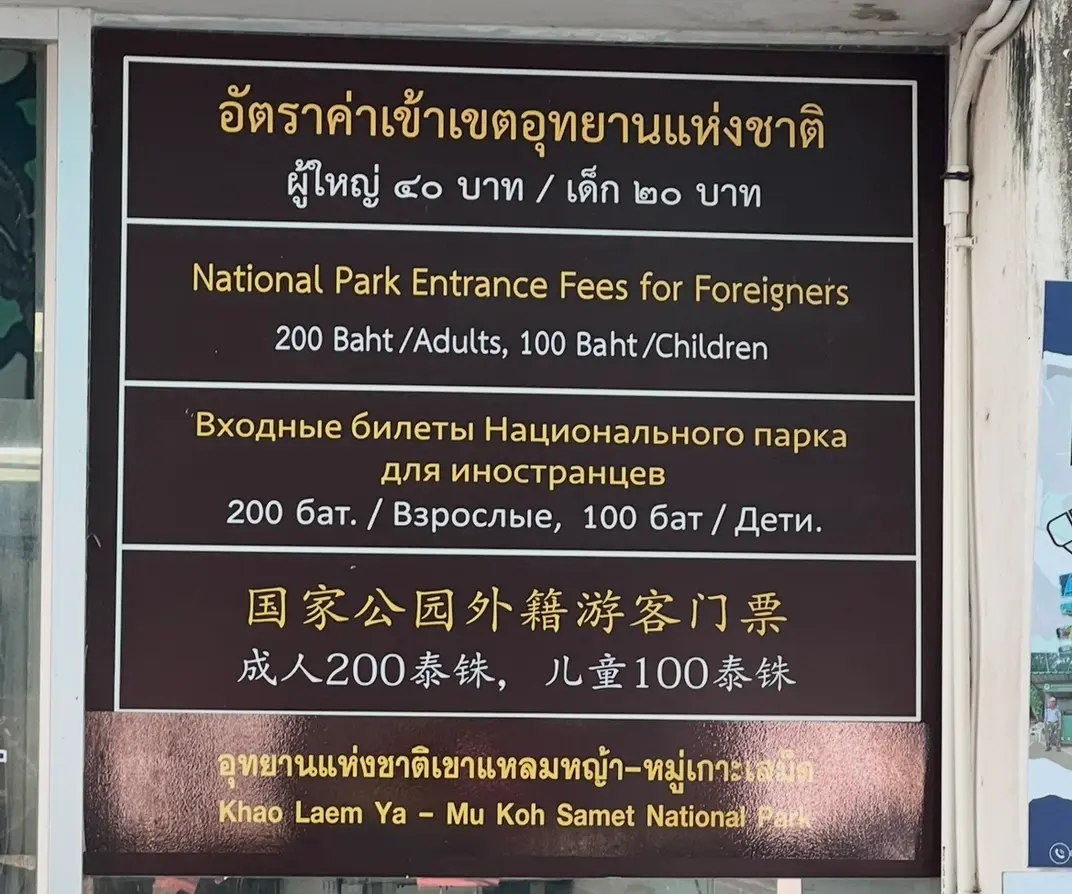 อัตราค่าเข้าเขตอุทยานแห่งชาติ
ผู้ใหญ่ ๔๐ บาท / เด็ก ๒๐ บาท
National Park Entrance Fees for Foreigners
200 Baht /Adults, 100 Baht /Children
Входные билеты Национального парка
для иностранцев
200 бат. / Взрослые, 100 бат / Дети.
国家公园外籍游客门票
成人200泰铢, 儿童100泰铢
อุทยานแห่งชาติเขาแหลมหญ้า-หมู่เกาะเสม็ด
Khao Laem Ya - Mu Koh Samet National Park